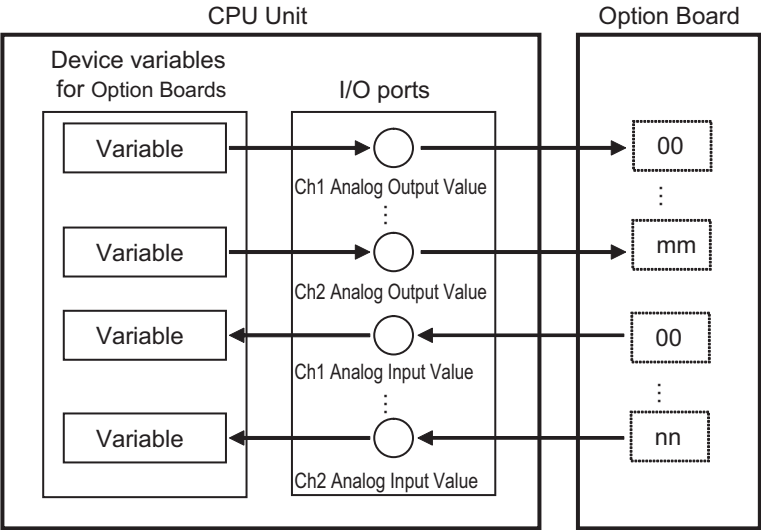 CPU Unit
Option Board
Device variables
for Option Boards
I/O ports
Variable
00
Ch1 Analog Output Value
Variable
mm
Ch2 Analog Output Value
Variable
00
Ch1 Analog Input Value
Variable
nn
Ch2 Analog Input Value